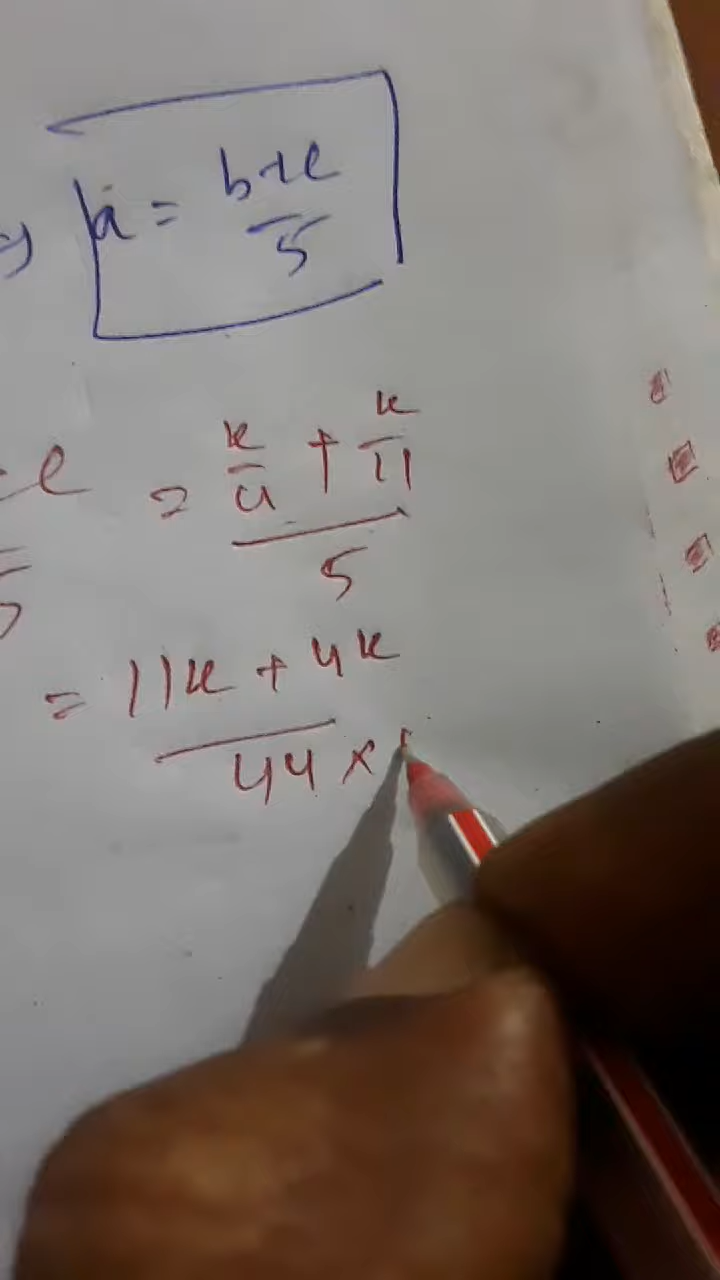 a = b+c/5
= k/4 + k/11 / 5
= 11k + 4k / 44 ×